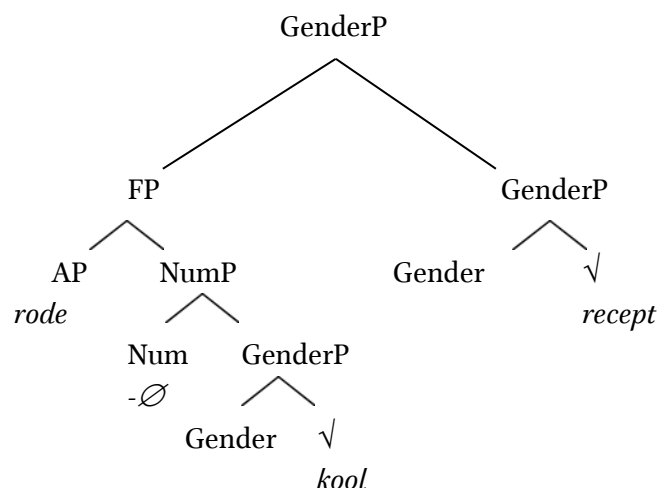 GenderP
FP GenderP
AP NumP Gender √
rode recept
Num GenderP
-∅
Gender √
kool